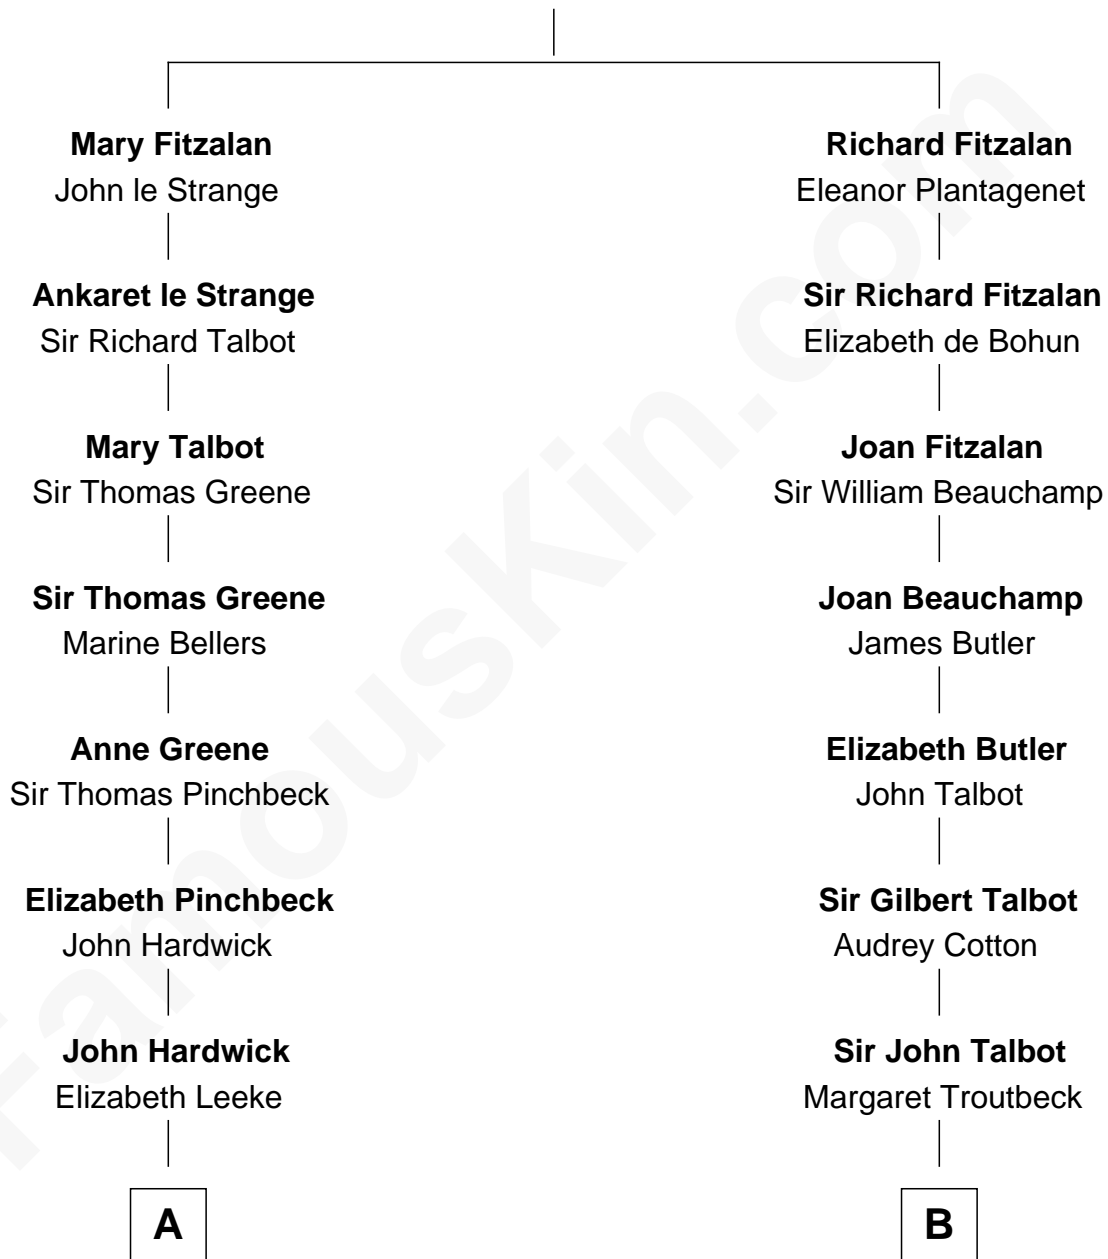 Mary Fitzalan
John le Strange
Ankaret le Strange
Sir Richard Talbot
Mary Talbot
Sir Thomas Greene
Sir Thomas Greene
Marine Bellers
Anne Greene
Sir Thomas Pinchbeck
Elizabeth Pinchbeck
John Hardwick
John Hardwick
Elizabeth Leeke
A
Richard Fitzalan
Eleanor Plantagenet
Sir Richard Fitzalan
Elizabeth de Bohun
Joan Fitzalan
Sir William Beauchamp
Joan Beauchamp
James Butler
Elizabeth Butler
John Talbot
Sir Gilbert Talbot
Audrey Cotton
Sir John Talbot
Margaret Troutbeck
B
FamousKin.com